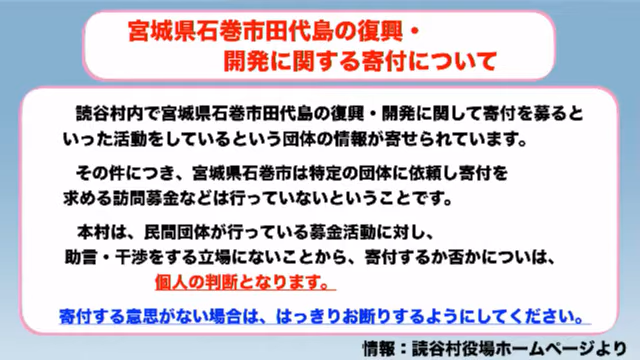 宮城県石巻市田代島の復興・
開発に関する寄付について
読谷村内で宮城県石巻市田代島の復興・開発に関して寄付を募ると
いった活動をしているという団体の情報が寄せられています。
その件につき、宮城県石巻市は特定の団体に依頼し寄付を
求める訪問募金などは行っていないということです。
本村は、民間団体が行っている募金活動に対し、
助言・干渉をする立場にないことから、寄付するか否かについは、
個人の判断となります。
寄付する意思がない場合は、はっきりお断りするようにしてください。
情報：読谷村役場ホームページより